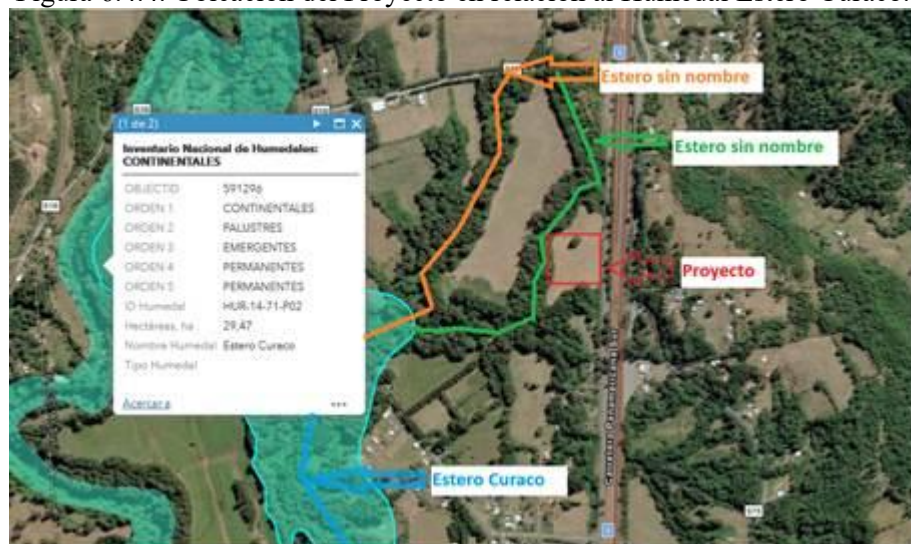 (1 de 2)
Inventario Nacional de Humedales:
CONTINENTALES
OBJECTID 591296
ORDEN 1 CONTINENTALES
ORDEN 2 PALUSTRES
ORDEN 3 EMERGENTES
ORDEN 4 PERMANENTES
ORDEN 5 PERMANENTES
ID Humedal HUR-14-71-P02
Hectáreas, ha 29,47
Nombre Humedal Estero Curaco
Tipo Humedal
Acercar a
...
Estero sin nombre
Estero sin nombre
Proyecto
Estero Curaco